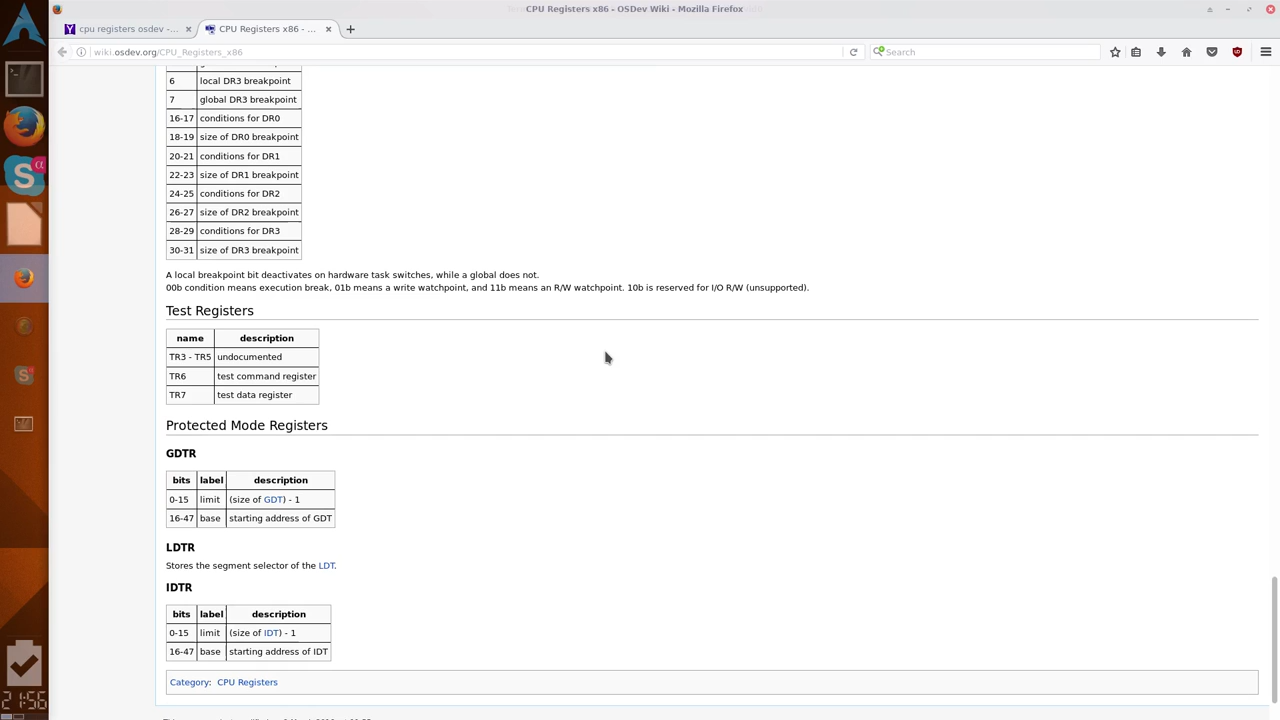 CPU Registers x86 - OSDev Wiki - Mozilla Firefox
cpu registers osdev -...
CPU Registers x86 - ...
wiki.osdev.org/CPU_Registers_x86
Search
6 local DR3 breakpoint
7 global DR3 breakpoint
16-17 conditions for DR0
18-19 size of DR0 breakpoint
20-21 conditions for DR1
22-23 size of DR1 breakpoint
24-25 conditions for DR2
26-27 size of DR2 breakpoint
28-29 conditions for DR3
30-31 size of DR3 breakpoint
A local breakpoint bit deactivates on hardware task switches, while a global does not.
00b condition means execution break, 01b means a write watchpoint, and 11b means an R/W watchpoint. 10b is reserved for I/O R/W (unsupported).
Test Registers
name description
TR3 - TR5 undocumented
TR6 test command register
TR7 test data register
Protected Mode Registers
GDTR
bits label description
0-15 limit (size of GDT) - 1
16-47 base starting address of GDT
LDTR
Stores the segment selector of the LDT.
IDTR
bits label description
0-15 limit (size of IDT) - 1
16-47 base starting address of IDT
Category: CPU Registers
21:56